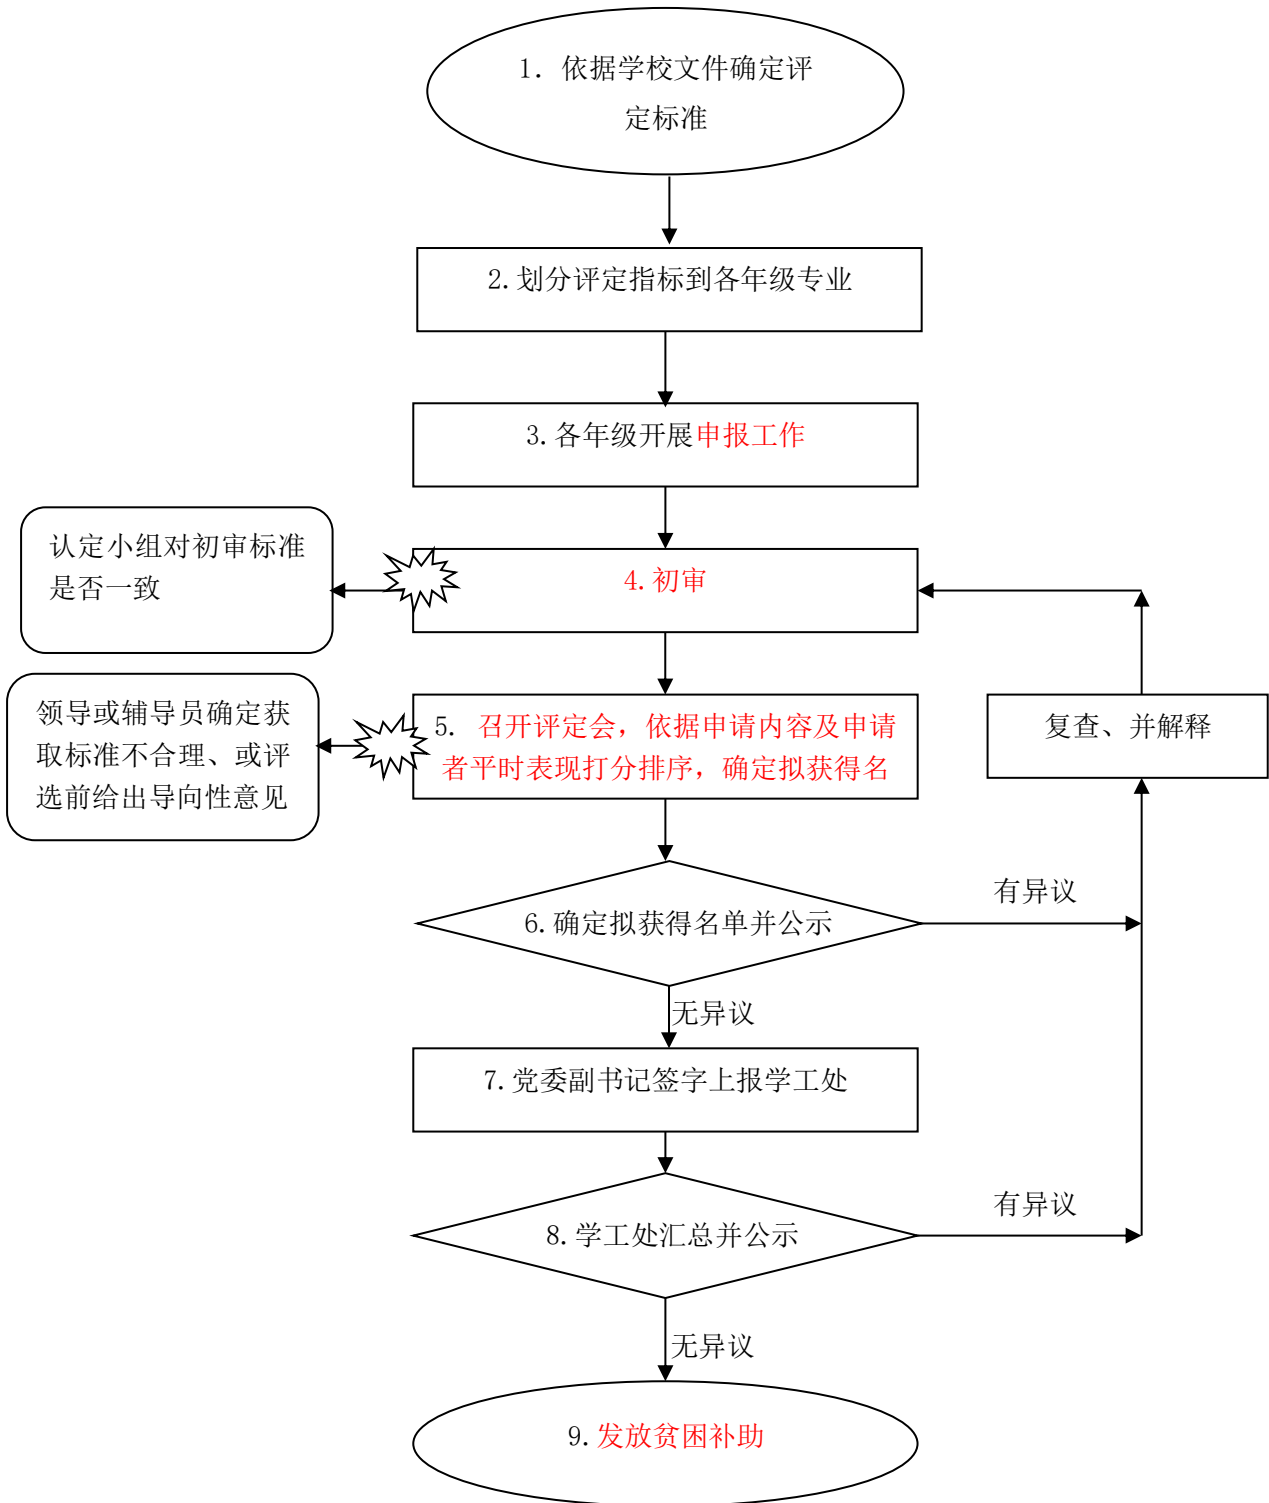 1. 依据学校文件确定评
定标准
2.划分评定指标到各年级专业
3.各年级开展申报工作
认定小组对初审标准
是否一致
4.初审
领导或辅导员确定获
取标准不合理、或评
选前给出导向性意见
5. 召开评定会，依据申请内容及申请
者平时表现打分排序，确定拟获得名
复查、并解释
有异议
6.确定拟获得名单并公示
无异议
7.党委副书记签字上报学工处
有异议
8.学工处汇总并公示
无异议
9.发放贫困补助